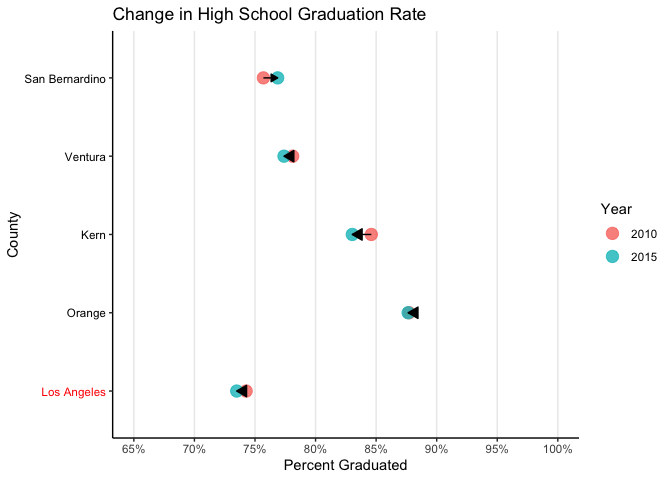 Change in High School Graduation Rate
San Bernardino
Ventura
Kern
Orange
Los Angeles
County
65% 70% 75% 80% 85% 90% 95% 100%
Percent Graduated
Year
2010
2015